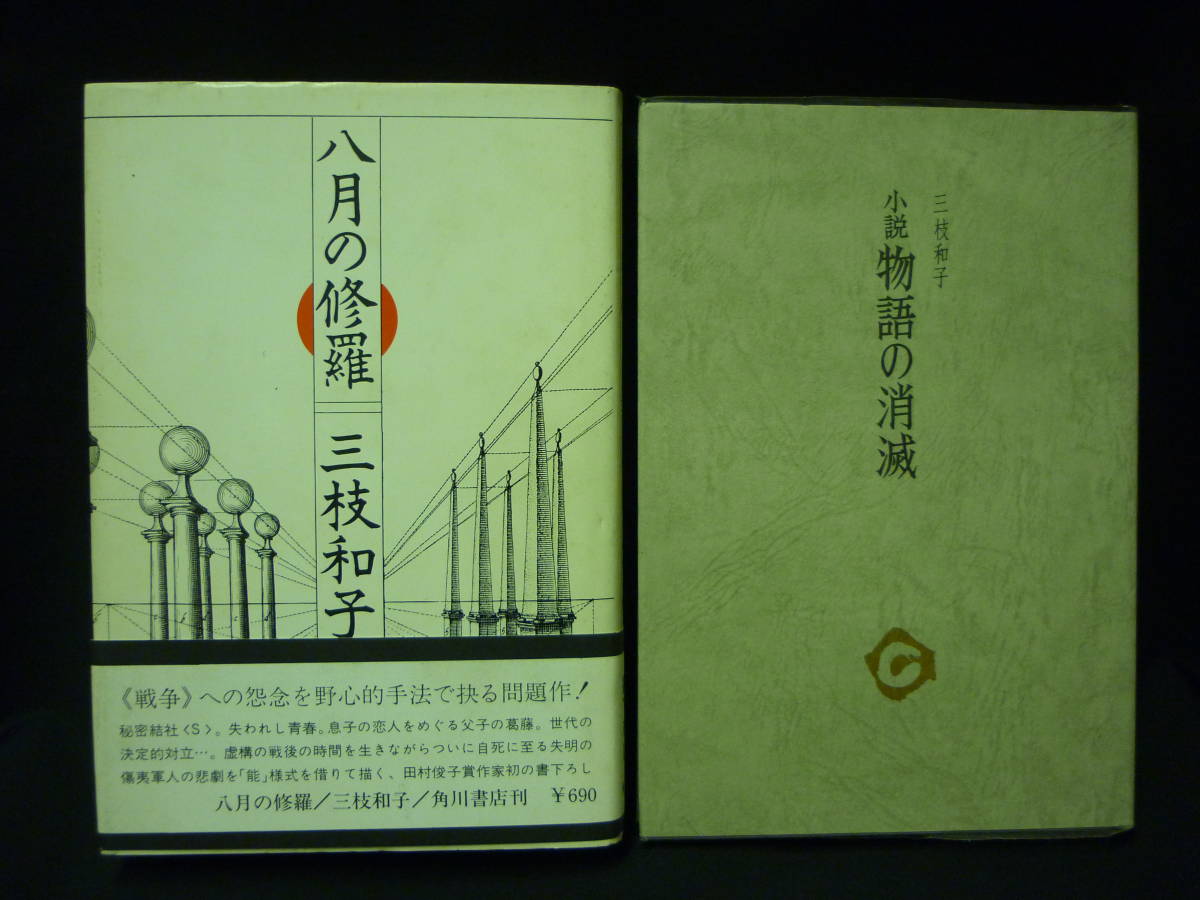 八月の修羅
三枝和子
《戦争》への怨念を野心的手法で抉る問題作!
秘密結社〈S〉。失われし青春。息子の恋人をめぐる父子の葛藤。世代の
決定的対立…。虚構の戦後の時間を生きながらついに自死に至る失明の
傷夷軍人の悲劇を「能」様式を借りて描く、田村俊子賞作家初の書下ろし
八月の修羅/三枝和子/角川書店刊 ¥690
三枝和子
小説 物語の消滅